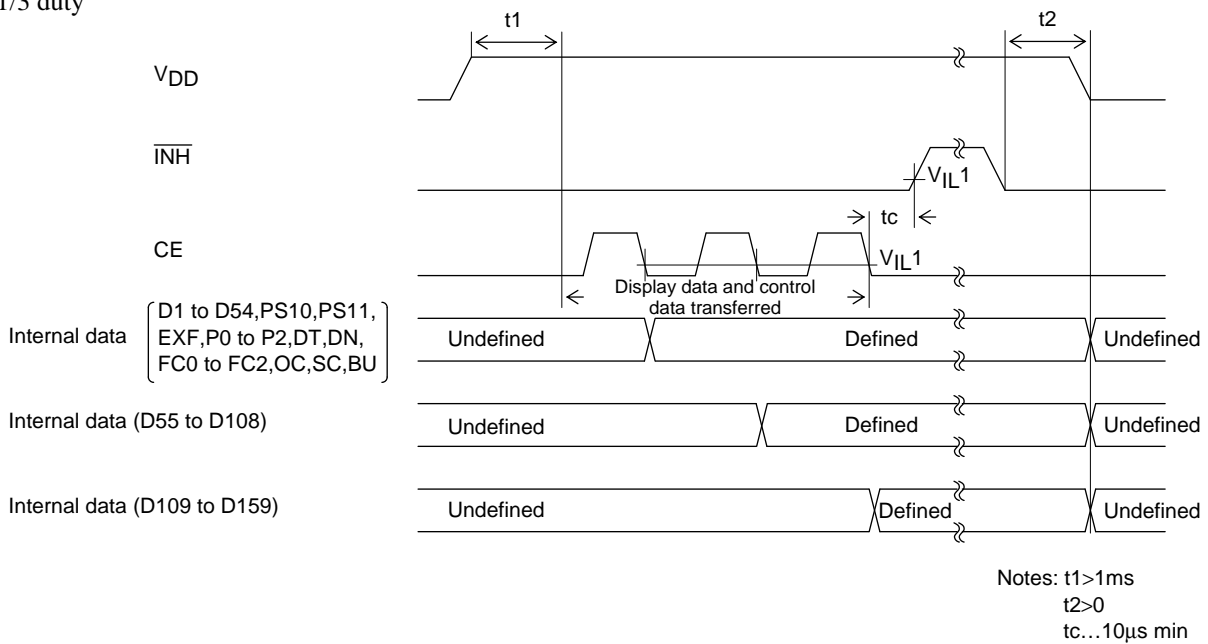 1/3 duty
t1
t2
VDD
INH
VIL1
tc
CE
VIL1
Display data and control
data transferred
Internal data
D1 to D54,PS10,PS11,
EXF,P0 to P2,DT,DN,
FC0 to FC2,OC,SC,BU
Undefined
Defined
Undefined
Internal data (D55 to D108)
Undefined
Defined
Undefined
Internal data (D109 to D159)
Undefined
Defined
Undefined
Notes: t1>1ms
t2>0
tc...10μs min